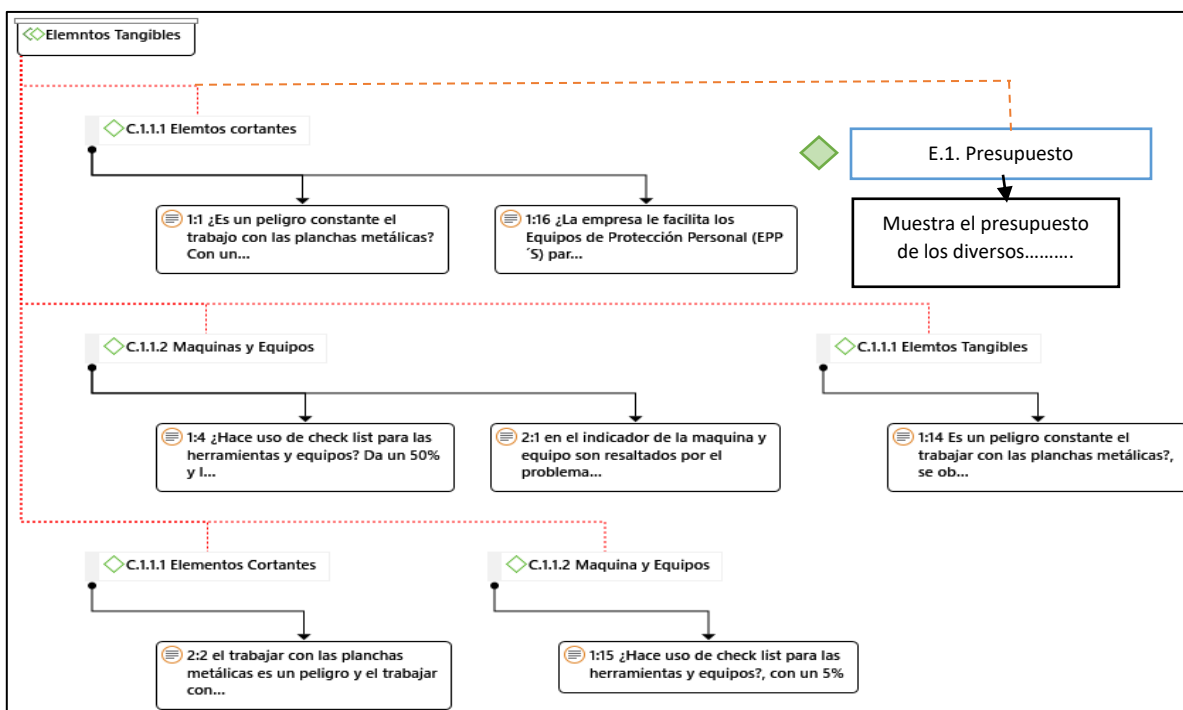 Elemntos Tangibles
C.1.1.1 Elemtos cortantes
E.1. Presupuesto
1:1 ¿Es un peligro constante el
trabajo con las planchas metálicas?
Con un...
1:16 ¿La empresa le facilita los
Equipos de Protección Personal (EPP
´S) par...
Muestra el presupuesto
de los diversos..........
C.1.1.2 Maquinas y Equipos
C.1.1.1 Elemtos Tangibles
1:4 ¿Hace uso de check list para las
herramientas y equipos? Da un 50%
y l...
2:1 en el indicador de la maquina y
equipo son resaltados por el
problema...
1:14 Es un peligro constante el
trabajar con las planchas metálicas?,
se ob...
C.1.1.1 Elementos Cortantes
C.1.1.2 Maquina y Equipos
2:2 el trabajar con las planchas
metálicas es un peligro y el trabajar
con...
1:15 ¿Hace uso de check list para las
herramientas y equipos?, con un 5%